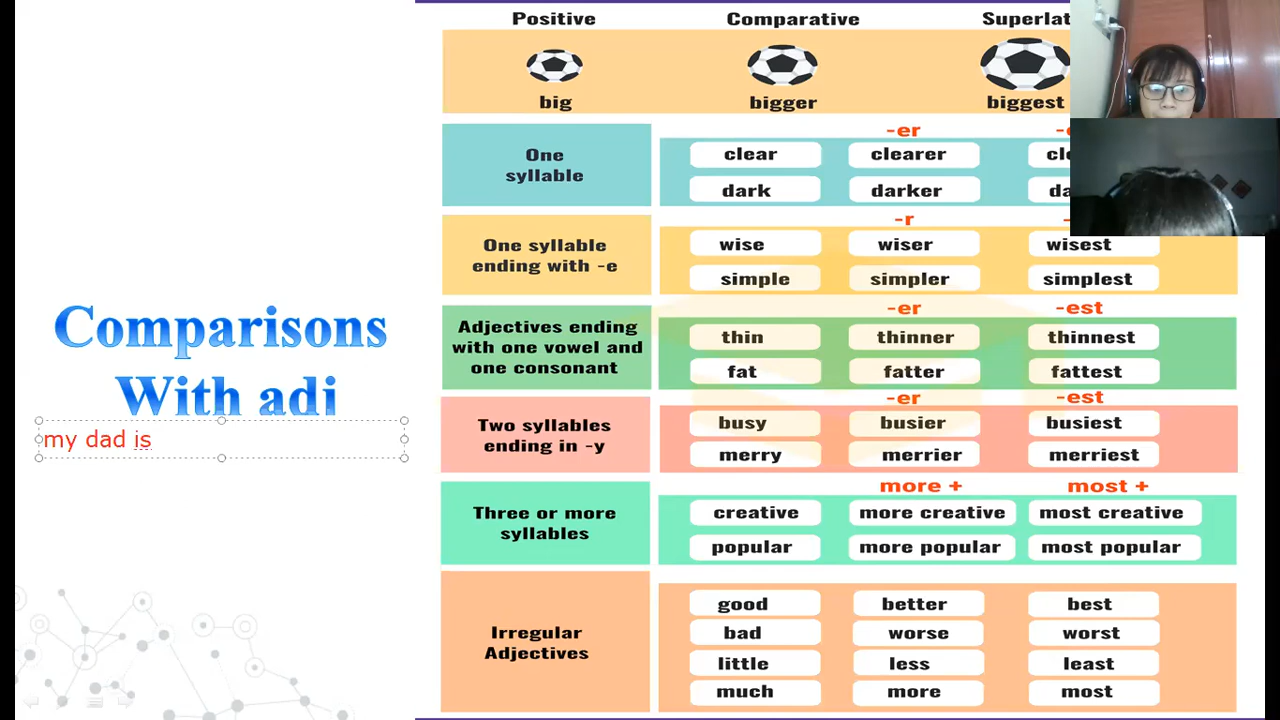 Positive Comparative Superlat
big bigger biggest
-er
One syllable
clear clearer
dark darker
-r
One syllable ending with -e
wise wiser wisest
simple simpler simplest
-er -est
Adjectives ending with one vowel and one consonant
thin thinner thinnest
fat fatter fattest
-er -est
Two syllables ending in -y
busy busier busiest
merry merrier merriest
more + most +
Three or more syllables
creative more creative most creative
popular more popular most popular
Irregular Adjectives
good better best
bad worse worst
little less least
much more most
Comparisons
With adj
my dad is